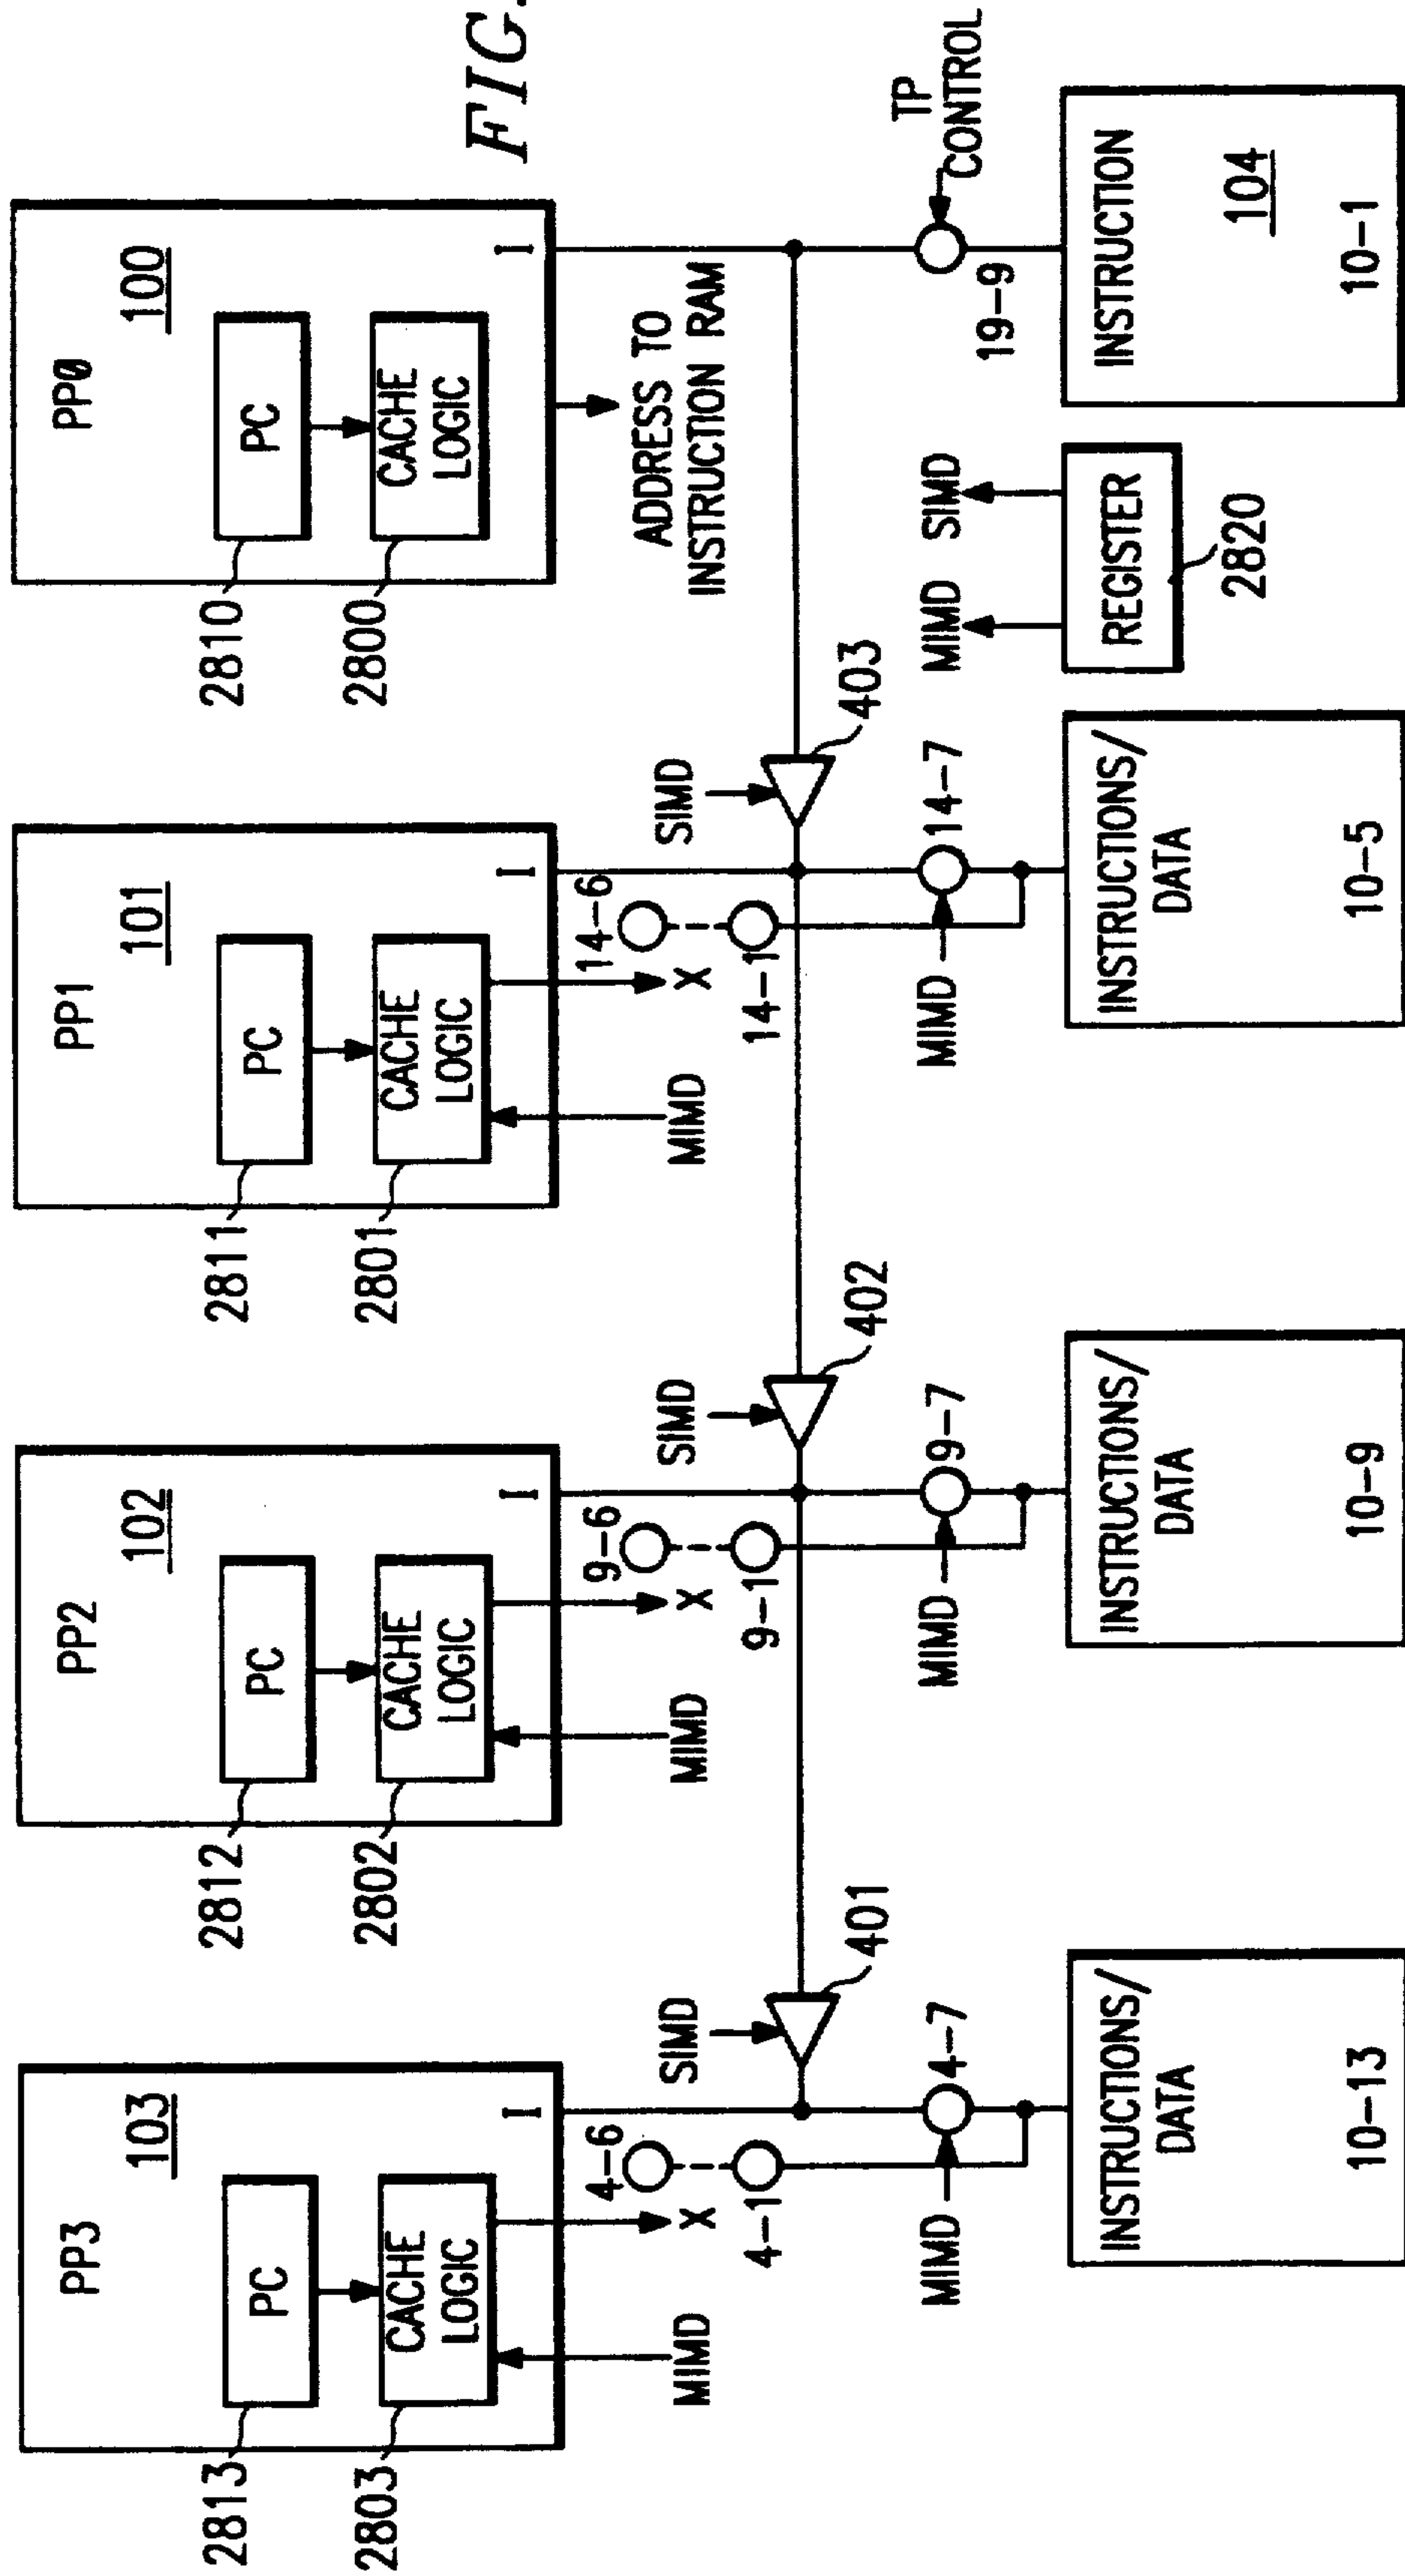 FIG.
PP3
103
PC
CACHE
LOGIC
I
2813
2803
MIMD
X
4-6
4-1
SIMD
401
MIMD
4-7
INSTRUCTIONS/
DATA
10-13
PP2
102
PC
CACHE
LOGIC
I
2812
2802
MIMD
X
9-6
9-1
SIMD
402
MIMD
9-7
INSTRUCTIONS/
DATA
10-9
PP1
101
PC
CACHE
LOGIC
I
2811
2801
MIMD
X
14-6
14-1
SIMD
403
MIMD
14-7
INSTRUCTIONS/
DATA
10-5
PPØ
100
PC
CACHE
LOGIC
I
2810
2800
ADDRESS TO
INSTRUCTION RAM
MIMD
SIMD
REGISTER
2820
TP
CONTROL
19-9
INSTRUCTION
104
10-1